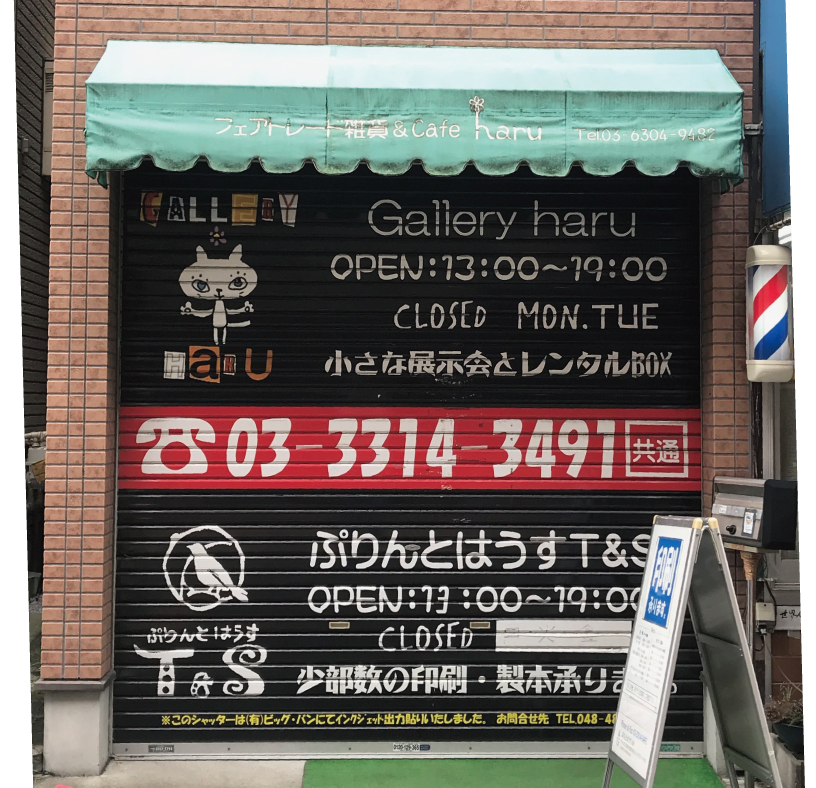 フェアトレード雑貨&Cafe haru Tel03-6304-9482
GALLERY
Gallery haru
OPEN:13:00~19:00
CLOSED MON.TUE
HaRU
小さな展示会とレンタルBOX
03-3314-3491 共通
ぷりんとはうすT&S
OPEN:13:00~19:00
CLOSED
ぷりんとはうす
T&S
少部数の印刷・製本承り
※このシャッターは(有)ビッグ・バンにてインクジェット出力貼りいたしました。 お問合せ先 TEL.048-4
印刷
承ります。